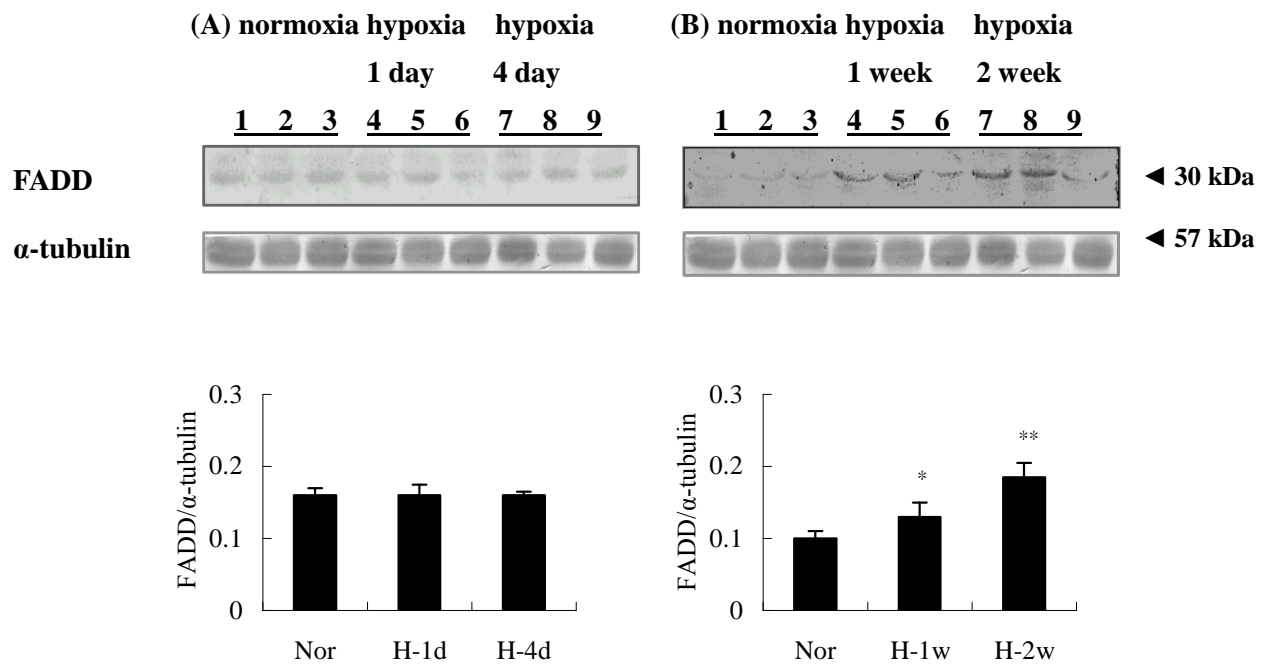 (A) normoxia hypoxia hypoxia
1 day 4 day
1 2 3 4 5 6 7 8 9
(B) normoxia hypoxia hypoxia
1 week 2 week
1 2 3 4 5 6 7 8 9
FADD
◄ 30 kDa
α-tubulin
◄ 57 kDa
FADD/α-tubulin
0.3
0.2
0.1
0
Nor H-1d H-4d
FADD/α-tubulin
0.3
0.2
0.1
0
* **
Nor H-1w H-2w